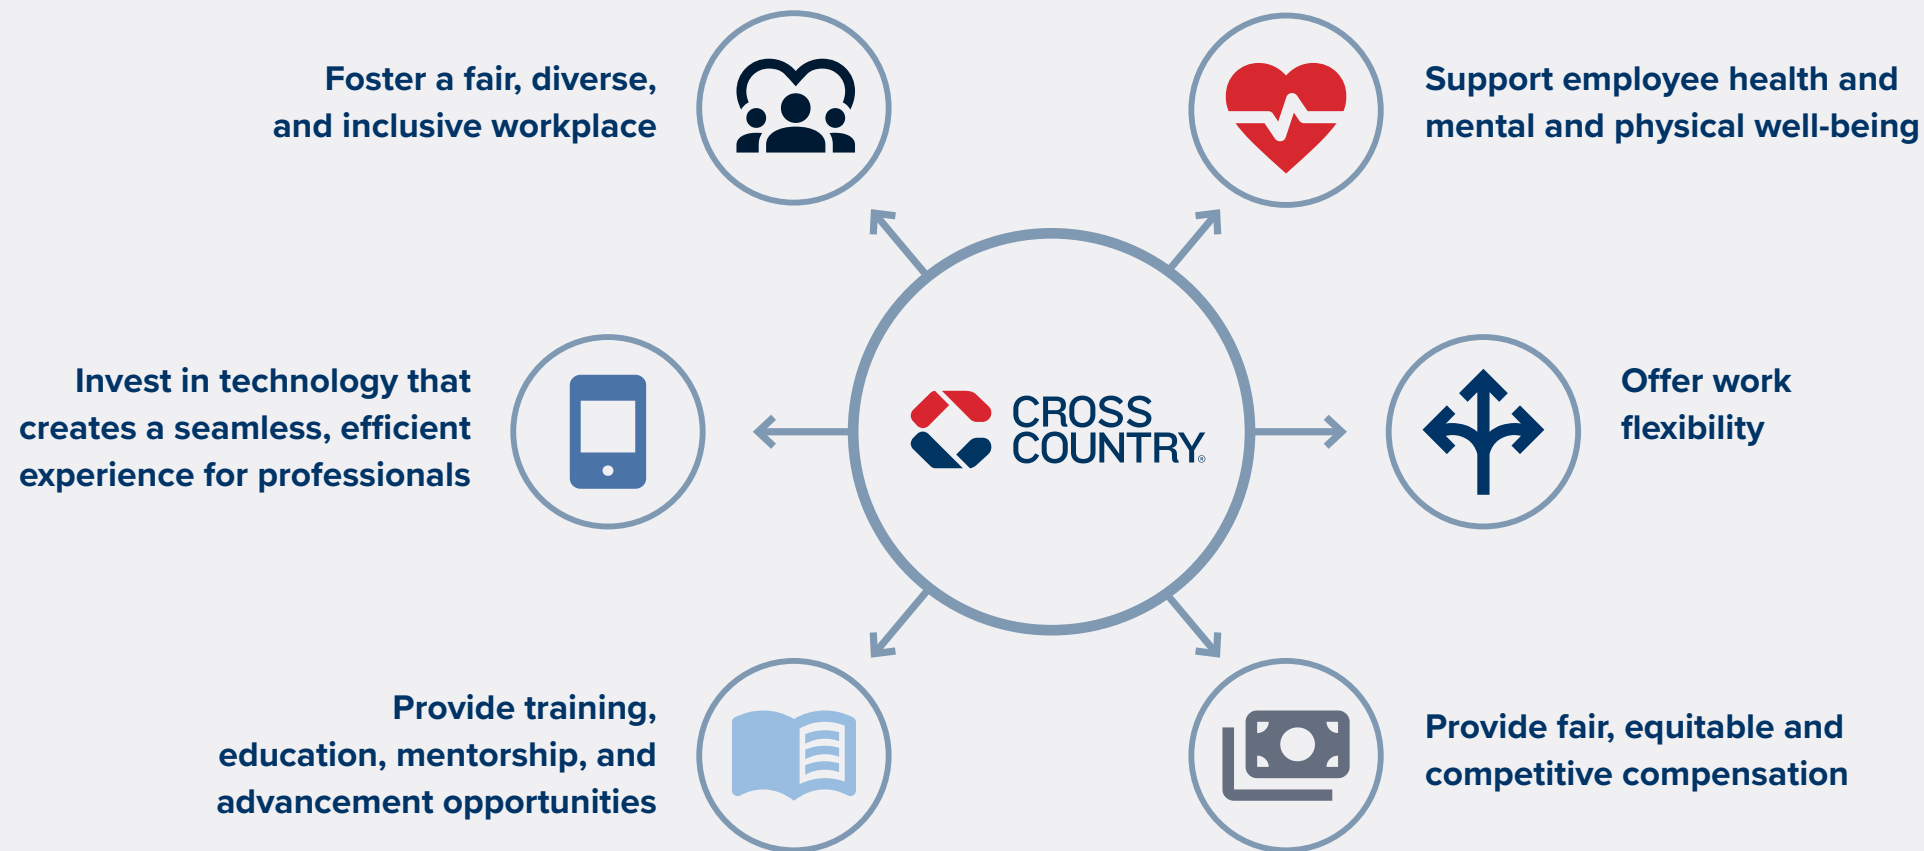 Foster a fair, diverse,
and inclusive workplace
Support employee health and
mental and physical well-being
Invest in technology that
creates a seamless, efficient
experience for professionals
CROSS
COUNTRY®
Offer work
flexibility
Provide training,
education, mentorship, and
advancement opportunities
Provide fair, equitable and
competitive compensation